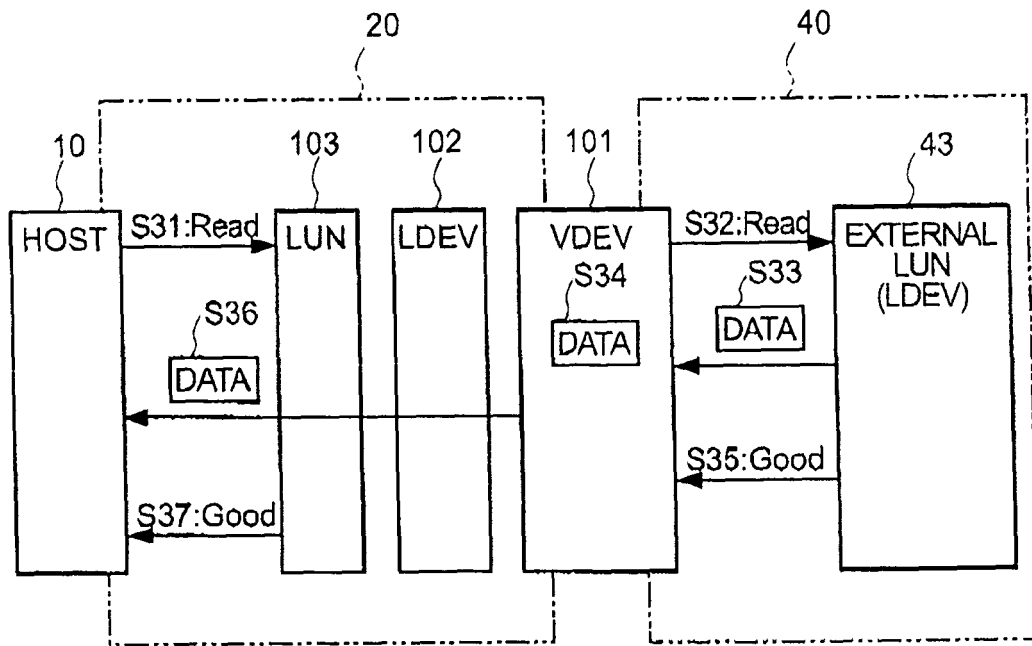 20
40
10
103
102
101
43
HOST
S31:Read
LUN
LDEV
VDEV
S32:Read
EXTERNAL
LUN
(LDEV)
S34
S33
DATA
DATA
S36
DATA
S35:Good
S37:Good